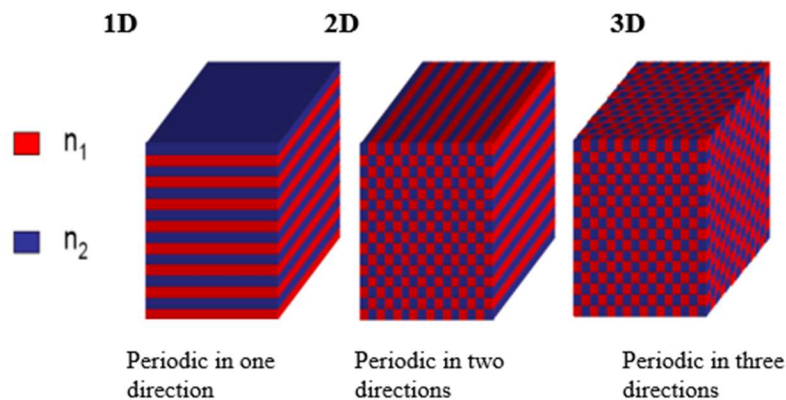 1D
2D
3D
n1
n2
Periodic in one
direction
Periodic in two
directions
Periodic in three
directions